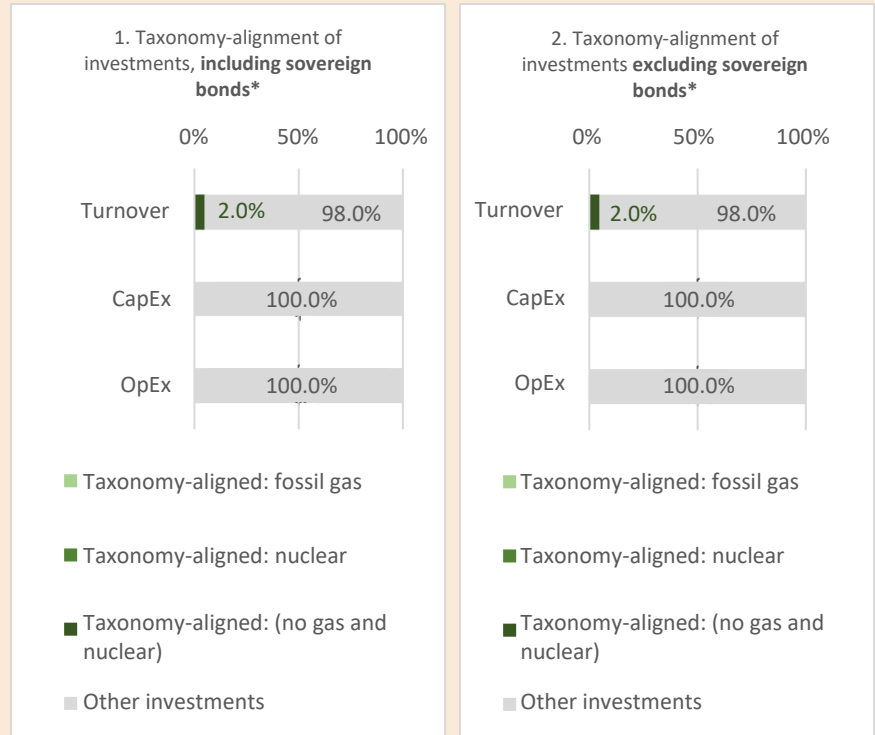 1. Taxonomy-alignment of
investments, including sovereign
bonds*
0% 50% 100%
Turnover 2.0% 98.0%
CapEx 100.0%
OpEx 100.0%
Taxonomy-aligned: fossil gas
Taxonomy-aligned: nuclear
Taxonomy-aligned: (no gas and
nuclear)
Other investments
2. Taxonomy-alignment of
investments excluding sovereign
bonds*
0% 50% 100%
Turnover 2.0% 98.0%
CapEx 100.0%
OpEx 100.0%
Taxonomy-aligned: fossil gas
Taxonomy-aligned: nuclear
Taxonomy-aligned: (no gas and
nuclear)
Other investments